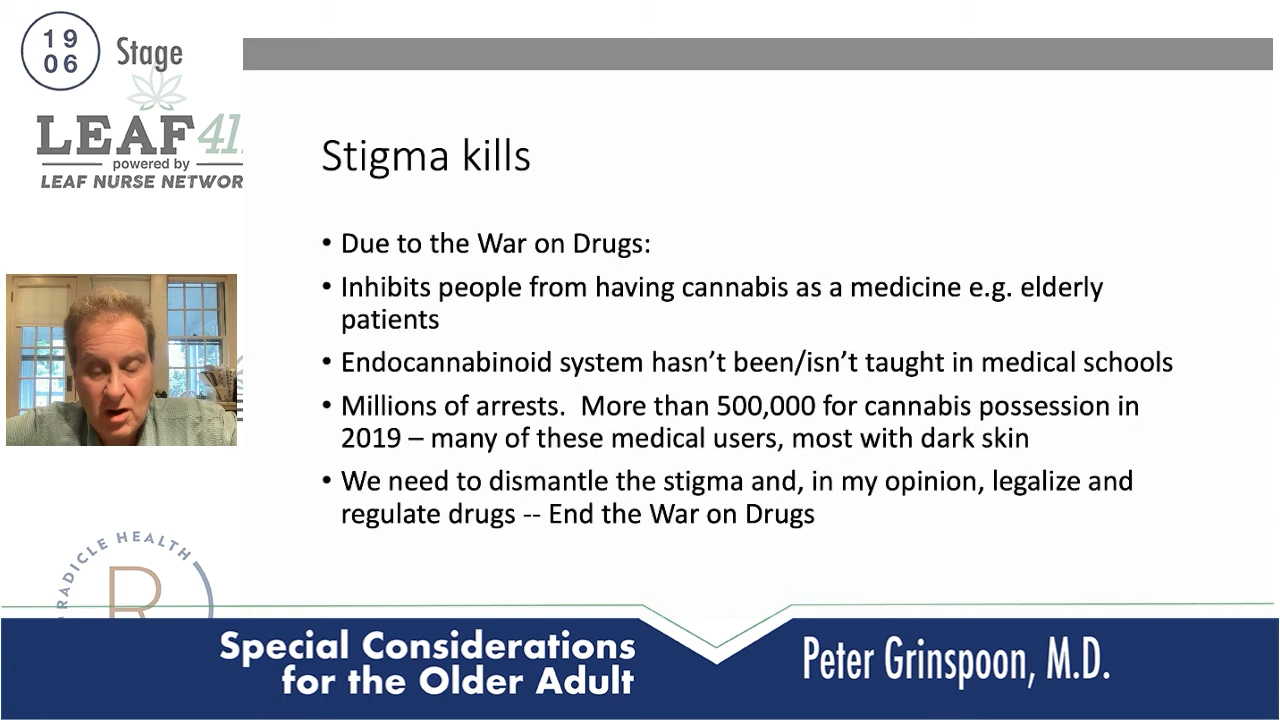 19
06
Stage
LEAF 41
powered by
LEAF NURSE NETWOR
Stigma kills
• Due to the War on Drugs:
• Inhibits people from having cannabis as a medicine e.g. elderly
patients
• Endocannabinoid system hasn't been/isn't taught in medical schools
• Millions of arrests.  More than 500,000 for cannabis possession in
2019 – many of these medical users, most with dark skin
• We need to dismantle the stigma and, in my opinion, legalize and
regulate drugs -- End the War on Drugs
RADICLE HEALTH
R
Special Considerations
for the Older Adult
Peter Grinspoon, M.D.